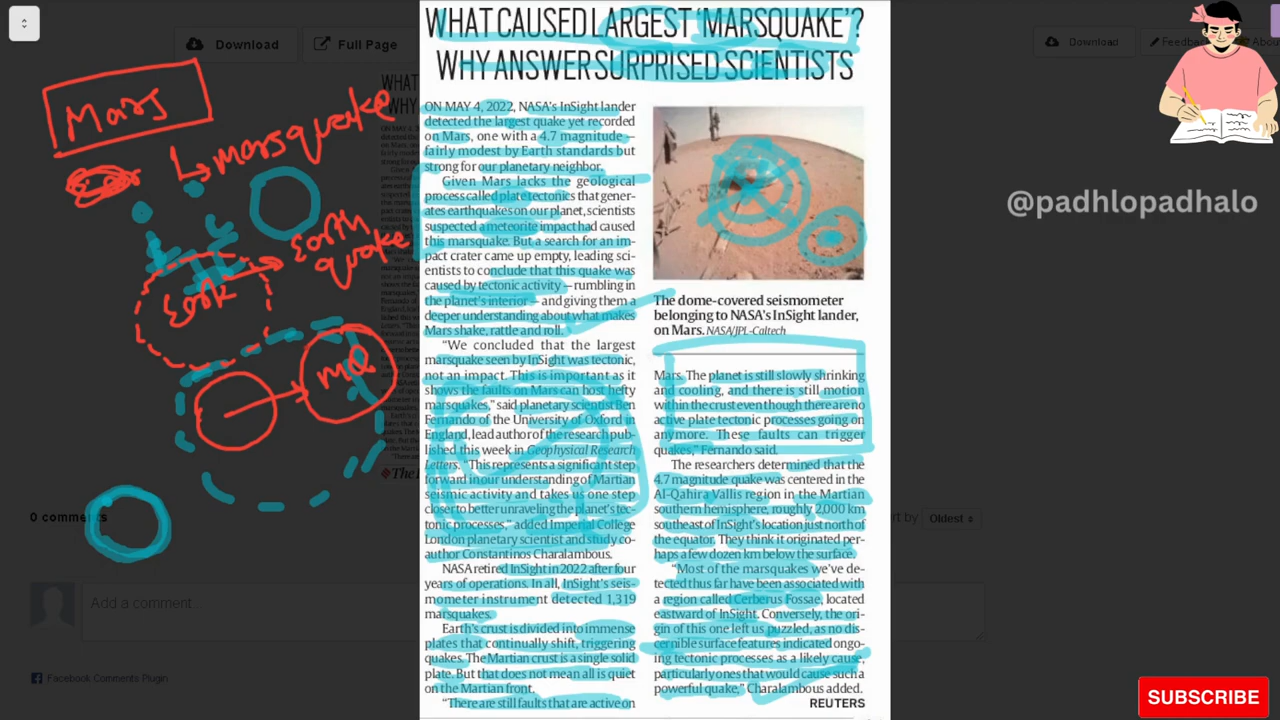 Download
Full Page
Download
WHAT CAUSED LARGEST 'MARSQUAKE'?
WHY ANSWER SURPRISED SCIENTISTS
ON MAY 4, 2022, NASA's InSight lander
detected the largest quake yet recorded
on Mars, one with a 4.7 magnitude —
fairly modest by Earth standards but
strong for our planetary neighbor.
Given Mars lacks the geological
process called plate tectonics that gener-
ates earthquakes on our planet, scientists
suspected a meteorite impact had caused
this marsquake. But a search for an im-
pact crater came up empty, leading sci-
entists to conclude that this quake was
caused by tectonic activity — rumbling in
the planet's interior — and giving them a
deeper understanding about what makes
Mars shake, rattle and roll.
"We concluded that the largest
marsquake seen by InSight was tectonic,
not an impact. This is important as it
shows the faults on Mars can host hefty
marsquakes," said planetary scientist Ben
Fernando of the University of Oxford in
England, lead author of the research pub-
lished this week in Geophysical Research
Letters. "This represents a significant step
forward in our understanding of Martian
seismic activity and takes us one step
closer to better unraveling the planet's tec-
tonic processes," added Imperial College
London planetary scientist and study co-
author Constantinos Charalambous.
NASA retired InSight in 2022 after four
years of operations. In all, InSight's seis-
mometer instrument detected 1,319
marsquakes.
Earth's crust is divided into immense
plates that continually shift, triggering
quakes. The Martian crust is a single solid
plate. But that does not mean all is quiet
on the Martian front.
"There are still faults that are active on
The dome-covered seismometer
belonging to NASA's InSight lander,
on Mars. NASA/JPL-Caltech
Mars. The planet is still slowly shrinking
and cooling, and there is still motion
within the crust even though there are no
active plate tectonic processes going on
anymore. These faults can trigger
quakes," Fernando said.
The researchers determined that the
4.7 magnitude quake was centered in the
Al-Qahira Vallis region in the Martian
southern hemisphere, roughly 2,000 km
southeast of InSight's location just north of
the equator. They think it originated per-
haps a few dozen km below the surface.
"Most of the marsquakes we've de-
tected thus far have been associated with
a region called Cerberus Fossae, located
eastward of InSight. Conversely, the ori-
gin of this one left us puzzled, as no dis-
cernible surface features indicated ongo-
ing tectonic processes as a likely cause,
particularly ones that would cause such a
powerful quake," Charalambous added.
REUTERS
Mars
marsquake
Earth
quake
MQ
@padhlopadhalo
0 comments
Oldest
Add a comment...
Facebook Comments Plugin
SUBSCRIBE